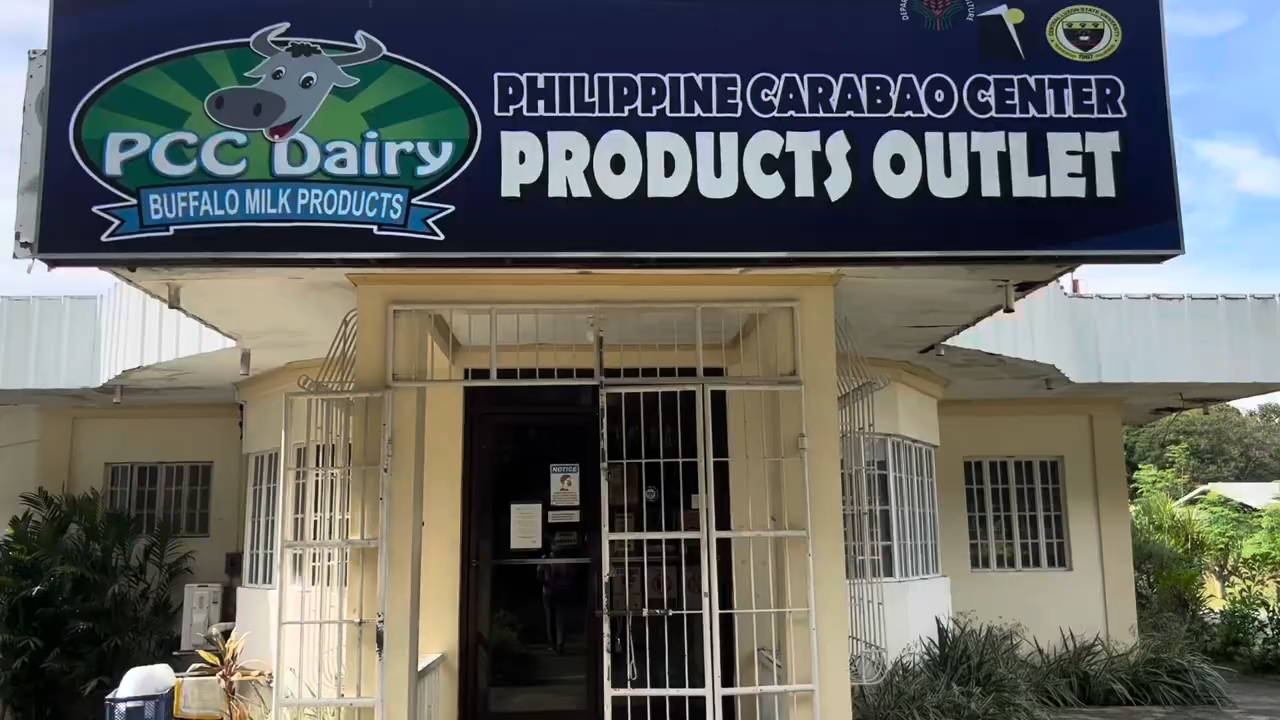 PCC Dairy
BUFFALO MILK PRODUCTS
PHILIPPINE CARABAO CENTER
PRODUCTS OUTLET
NOTICE